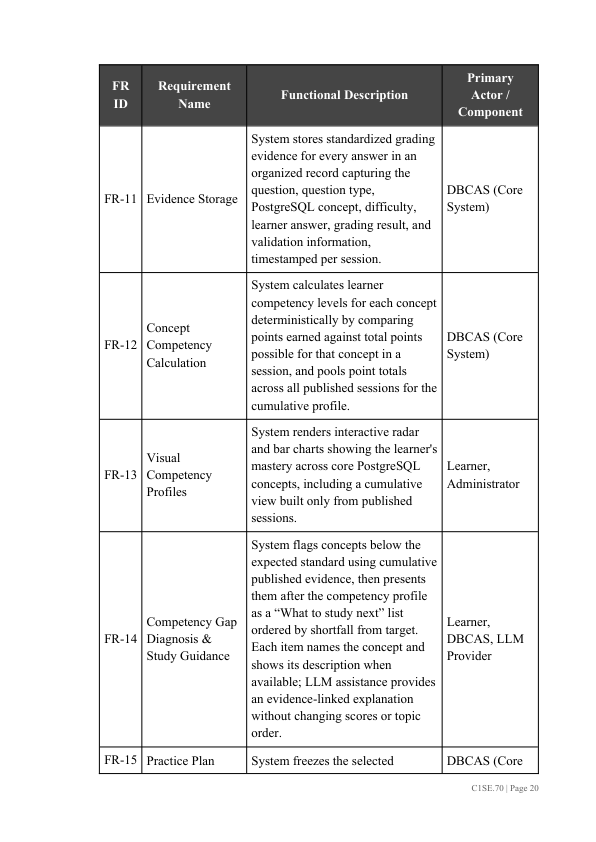 FR ID
Requirement Name
Functional Description
Primary Actor / Component
FR-11
Evidence Storage
System stores standardized grading
evidence for every answer in an
organized record capturing the
question, question type,
PostgreSQL concept, difficulty,
learner answer, grading result, and
validation information,
timestamped per session.
DBCAS (Core
System)
FR-12
Concept
Competency
Calculation
System calculates learner
competency levels for each concept
deterministically by comparing
points earned against total points
possible for that concept in a
session, and pools point totals
across all published sessions for the
cumulative profile.
DBCAS (Core
System)
FR-13
Visual
Competency
Profiles
System renders interactive radar
and bar charts showing the learner's
mastery across core PostgreSQL
concepts, including a cumulative
view built only from published
sessions.
Learner,
Administrator
FR-14
Competency Gap
Diagnosis &
Study Guidance
System flags concepts below the
expected standard using cumulative
published evidence, then presents
them after the competency profile
as a “What to study next” list
ordered by shortfall from target.
Each item names the concept and
shows its description when
available; LLM assistance provides
an evidence-linked explanation
without changing scores or topic
order.
Learner,
DBCAS, LLM
Provider
FR-15
Practice Plan
System freezes the selected
DBCAS (Core
C1SE.70 | Page 20